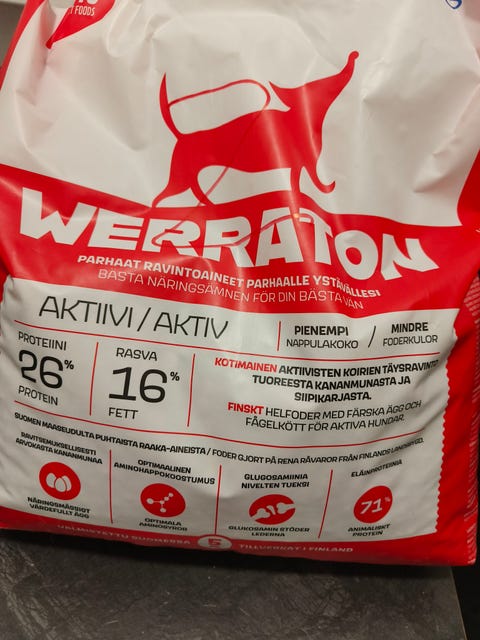 FOODS
WERRATON
PARHAAT RAVINTOAINEET PARHAALLE YSTÄVÄLLESI
BÄSTA NÄRINGSÄMNEN FÖR DIN BÄSTA VÄN
AKTIIVI / AKTIV
PIENEMPI / MINDRE
NAPPULAKOKO / FODERKULOR
PROTEIINI
26%
PROTEIN
RASVA
16%
FETT
KOTIMAINEN AKTIIVISTEN KOIRIEN TÄYSRAVINTO
TUOREESTA KANANMUNASTA JA
SIIPIKARJASTA.
FINSKT HELFODER MED FÄRSKA ÄGG OCH
FÅGELKÖTT FÖR AKTIVA HUNDAR.
SUOMEN MAASEUDULTA PUHTAISTA RAAKA-AINEISTA / FODER GJORT PÅ RENA RÅVAROR FRÅN FINLANDS LANDSBYGD.
RAVITSEMUKSELLISESTI
ARVOKASTA KANANMUNAA
NÄRINGSMÄSSIGT
VÄRDEFULLT ÄGG
OPTIMAALINEN
AMINOHAPPOKOOSTUMUS
OPTIMALA
AMINOSYROR
GLUGOSAMIINIA
NIVELTEN TUEKSI
GLUKOSAMIN STÖDER
LEDERNA
ELÄINPROTEIINIA
71%
ANIMALISKT
PROTEIN
VALMISTETTU SUOMESSA 5 TILLVERKAT I FINLAND